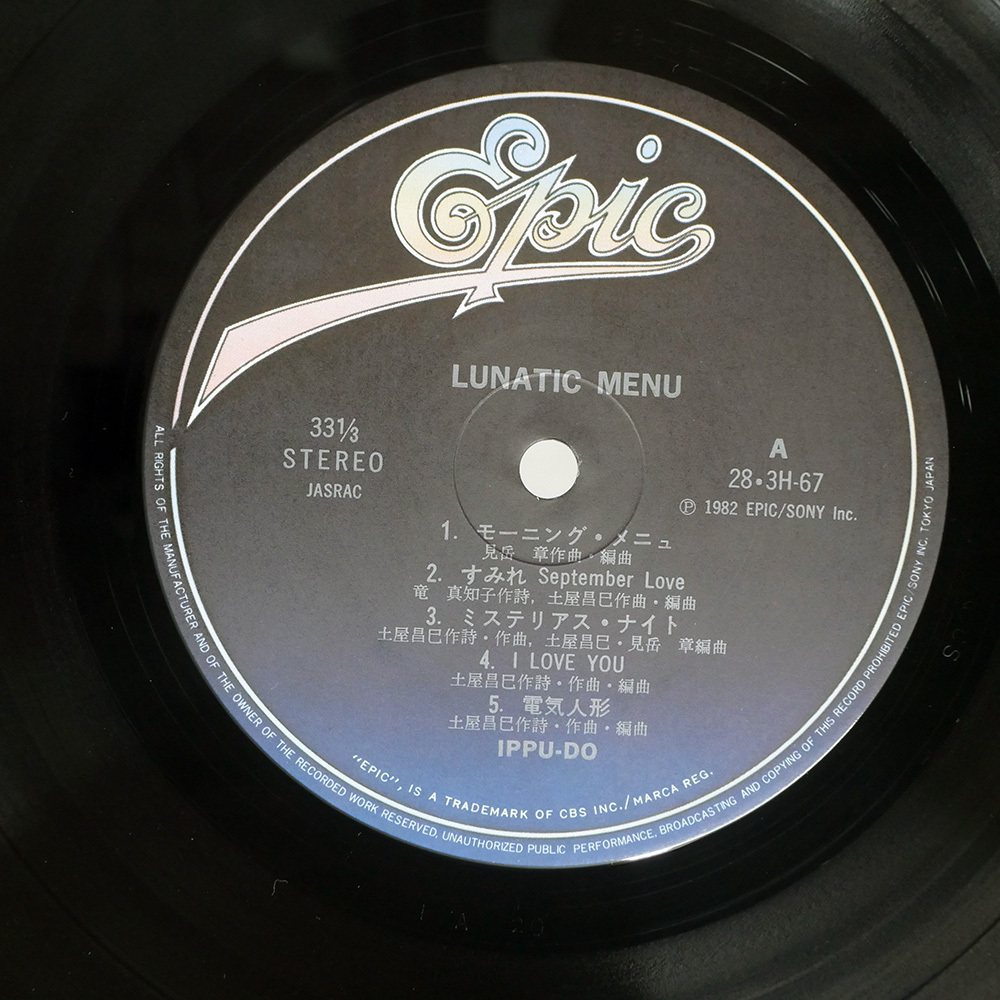 Epic
LUNATIC MENU
33⅓
STEREO
JASRAC
A
28・3H-67
℗ 1982 EPIC/SONY Inc.
1. モーニング・メニュ
見岳 章作曲・編曲
2. すみれ September Love
竜 真知子作詩, 土屋昌巳作曲・編曲
3. ミステリアス・ナイト
土屋昌巳作詩・作曲, 土屋昌巳・見岳 章編曲
4. I LOVE YOU
土屋昌巳作詩・作曲・編曲
5. 電気人形
土屋昌巳作詩・作曲・編曲
IPPU-DO
"EPIC", IS A TRADEMARK OF CBS INC./MARCA REG.
ALL RIGHTS OF THE MANUFACTURER AND OF THE OWNER OF THE RECORDED WORK RESERVED, UNAUTHORIZED PUBLIC PERFORMANCE, BROADCASTING AND COPYING OF THIS RECORD PROHIBITED EPIC/SONY INC. TOKYO JAPAN